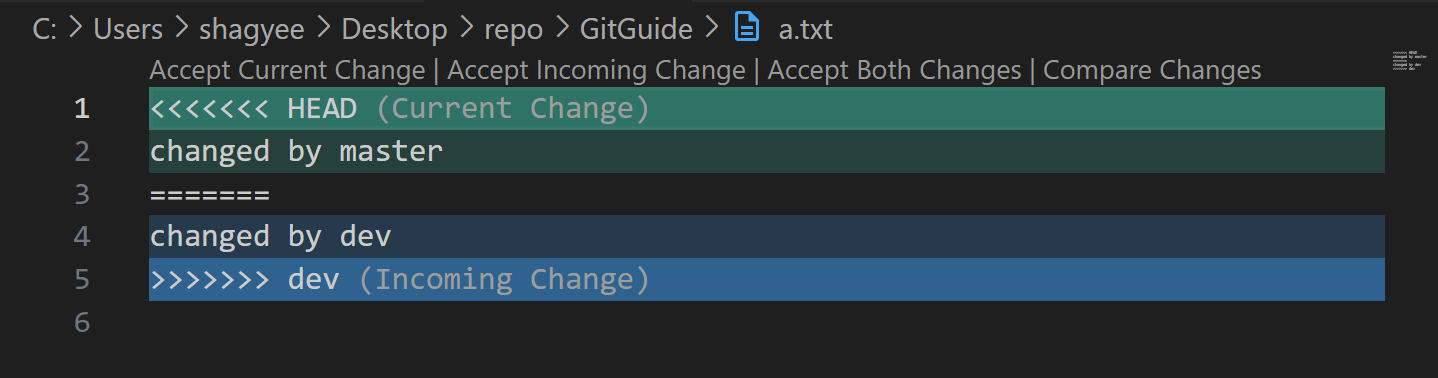 C: > Users > shagyee > Desktop > repo > GitGuide > a.txt
Accept Current Change | Accept Incoming Change | Accept Both Changes | Compare Changes
1 <<<<<<< HEAD (Current Change)
2 changed by master
3 =======
4 changed by dev
5 >>>>>>> dev (Incoming Change)
6